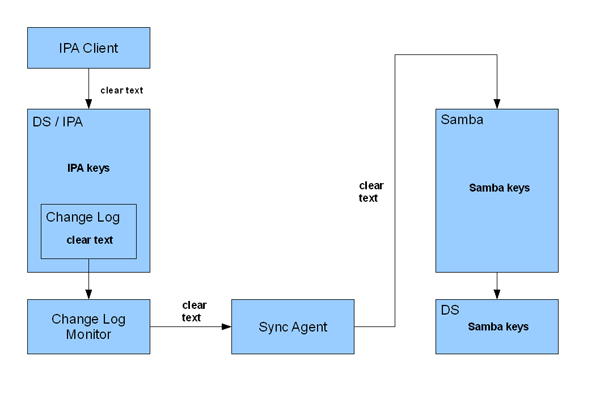 IPA Client
clear text
DS / IPA
IPA keys
Change Log
clear text
Change Log
Monitor
clear
text
Sync Agent
clear
text
Samba
Samba keys
DS
Samba keys